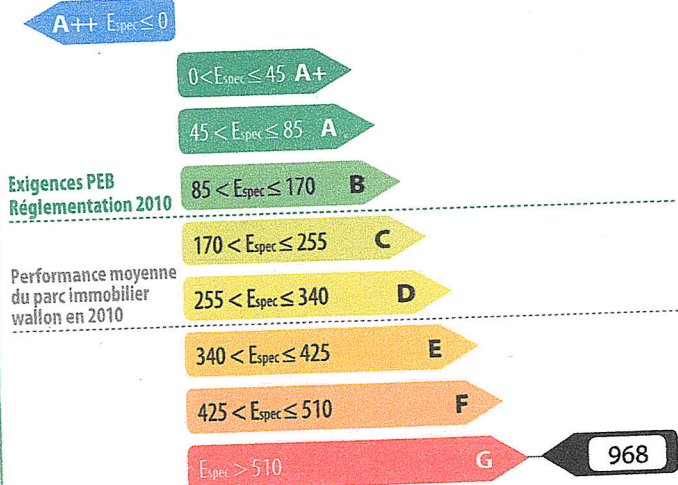 A++ Espec ≤ 0
0 < Espec ≤ 45 A+
45 < Espec ≤ 85 A
Exigences PEB
Réglementation 2010
85 < Espec ≤ 170 B
170 < Espec ≤ 255 C
Performance moyenne
du parc immobilier
wallon en 2010
255 < Espec ≤ 340 D
340 < Espec ≤ 425 E
425 < Espec ≤ 510 F
Espec > 510 G
968